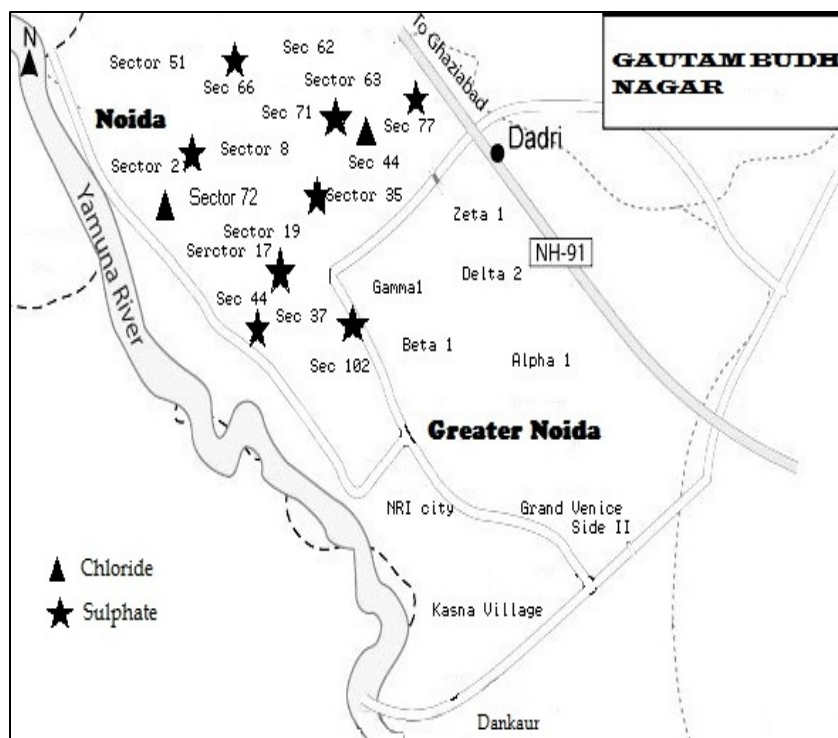 N
To Ghaziabad
GAUTAM BUDH
NAGAR
Sector 51
Sec 62
Sec 66
Sector 63
Noida
Sec 71
Sec 77
Dadri
Sector 8
Sec 44
Sector 2
Sector 72
Sector 35
Zeta 1
Sector 19
Serctor 17
NH-91
Yamuna River
Gamma1
Delta 2
Sec 44
Sec 37
Beta 1
Sec 102
Alpha 1
Greater Noida
NRI city
Grand Venice
Side II
Chloride
Sulphate
Kasna Village
Dankaur